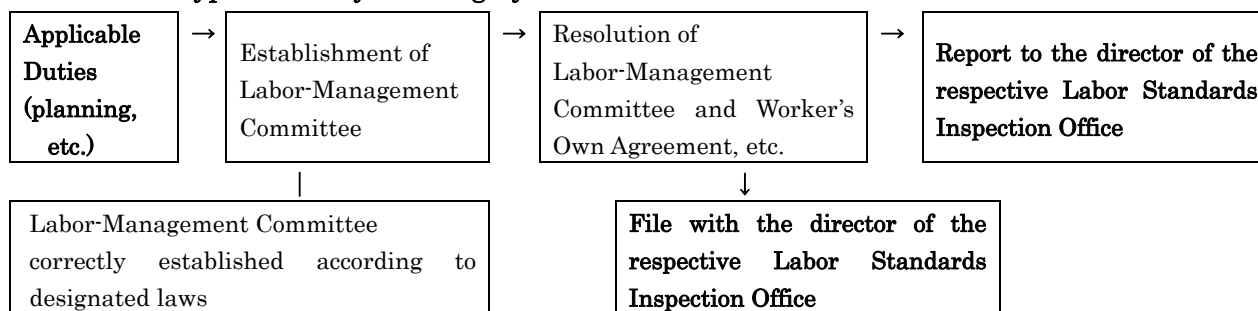 Applicable
Duties
(planning,
etc.)
→
Establishment of
Labor-Management
Committee
→
Resolution of
Labor-Management
Committee and Worker's
Own Agreement, etc.
→
Report to the director of the
respective Labor Standards
Inspection Office
|
↓
Labor-Management Committee
correctly established according to
designated laws
File with the director of the
respective Labor Standards
Inspection Office